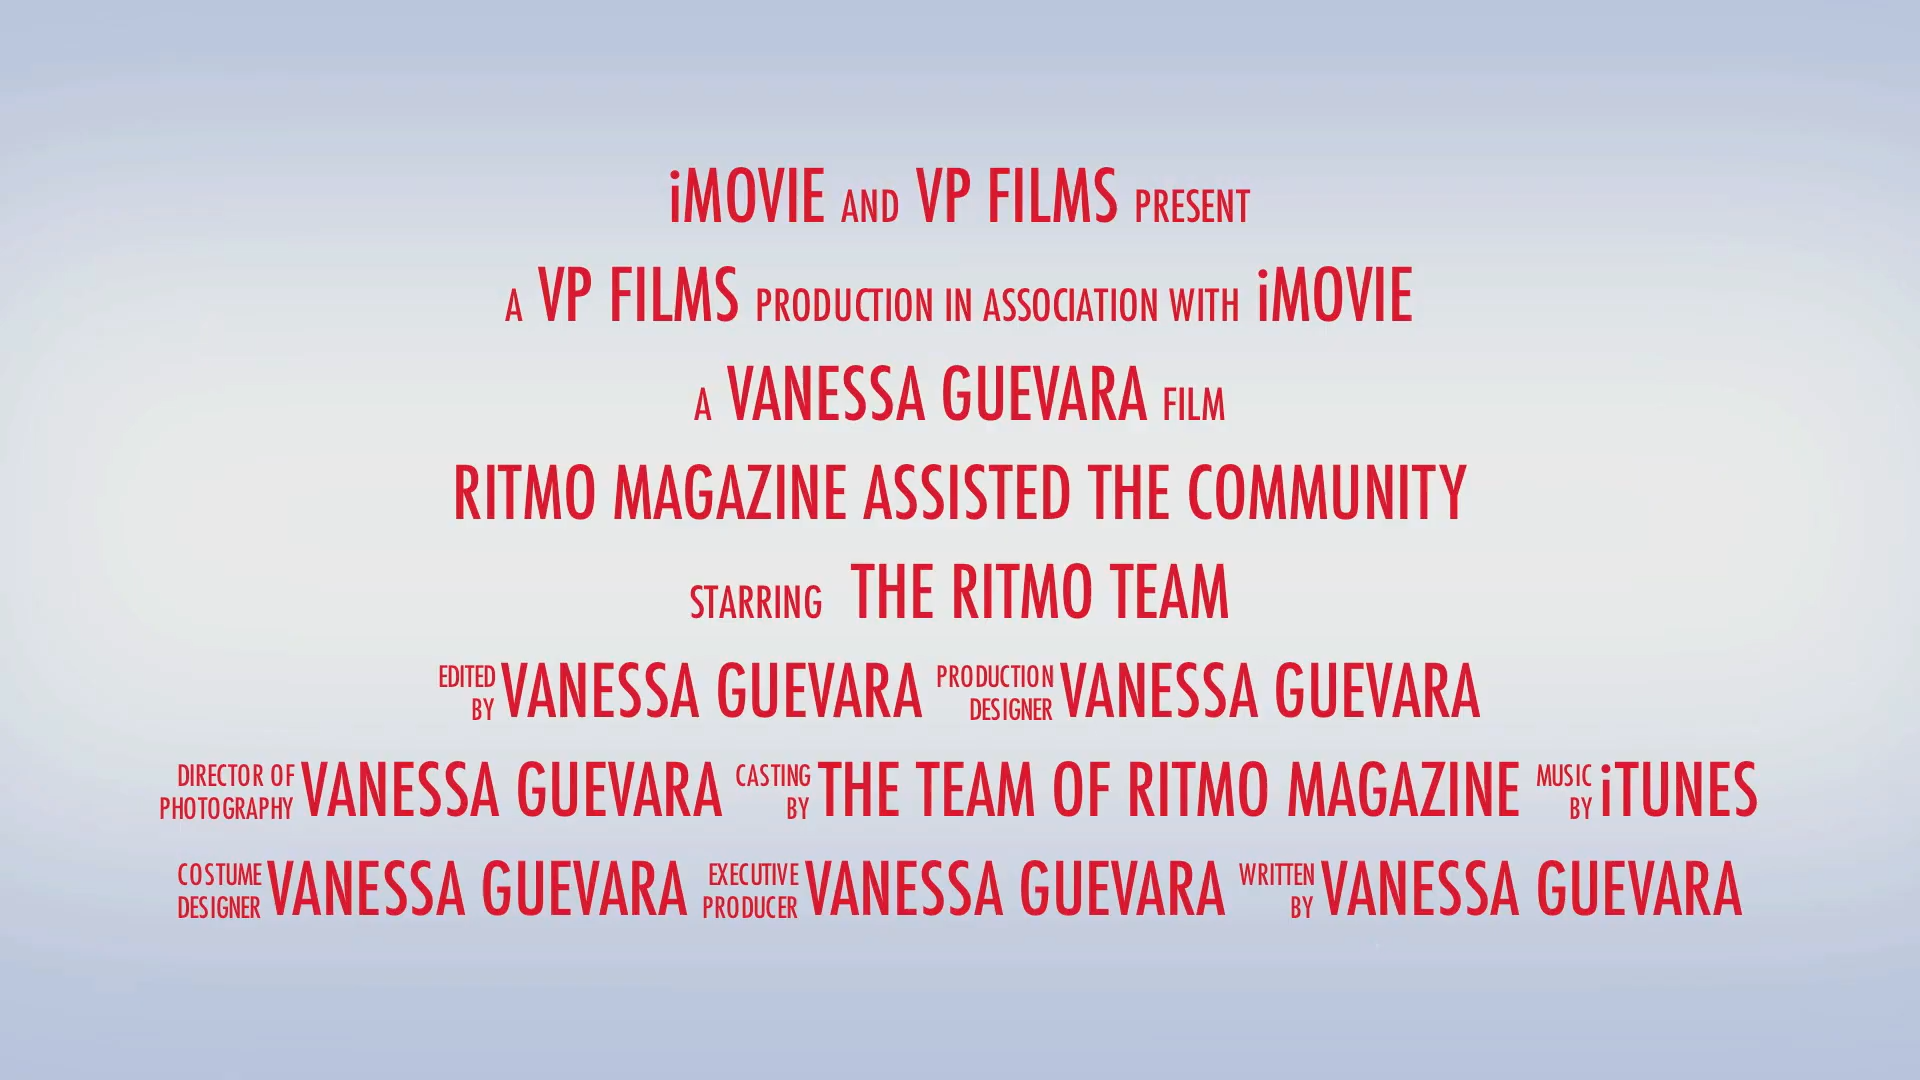 iMOVIE AND VP FILMS PRESENT
A VP FILMS PRODUCTION IN ASSOCIATION WITH iMOVIE
A VANESSA GUEVARA FILM
RITMO MAGAZINE ASSISTED THE COMMUNITY
STARRING THE RITMO TEAM
EDITED BY VANESSA GUEVARA PRODUCTION DESIGNER VANESSA GUEVARA
DIRECTOR OF PHOTOGRAPHY VANESSA GUEVARA CASTING BY THE TEAM OF RITMO MAGAZINE MUSIC BY iTUNES
COSTUME DESIGNER VANESSA GUEVARA EXECUTIVE PRODUCER VANESSA GUEVARA WRITTEN BY VANESSA GUEVARA